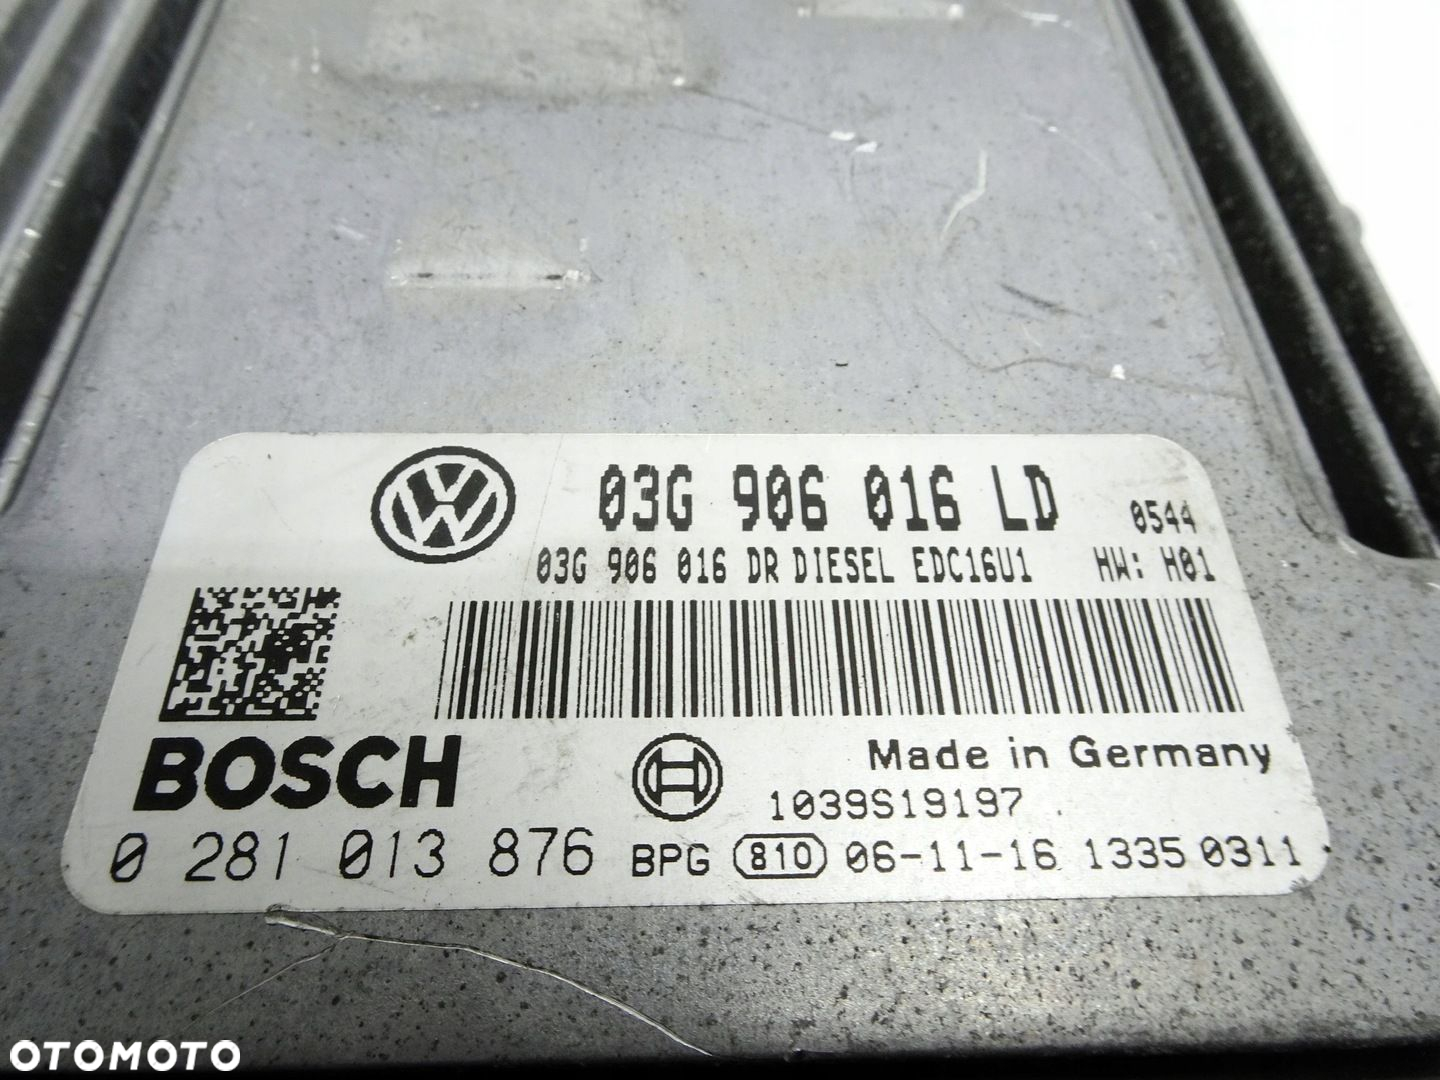 03G 906 016 LD 0544
03G 906 016 DR DIESEL EDC16U1 HW: H01
BOSCH Made in Germany
1039S19197
0 281 013 876 BPG 810 06-11-16 1335 0311
OTOMOTO